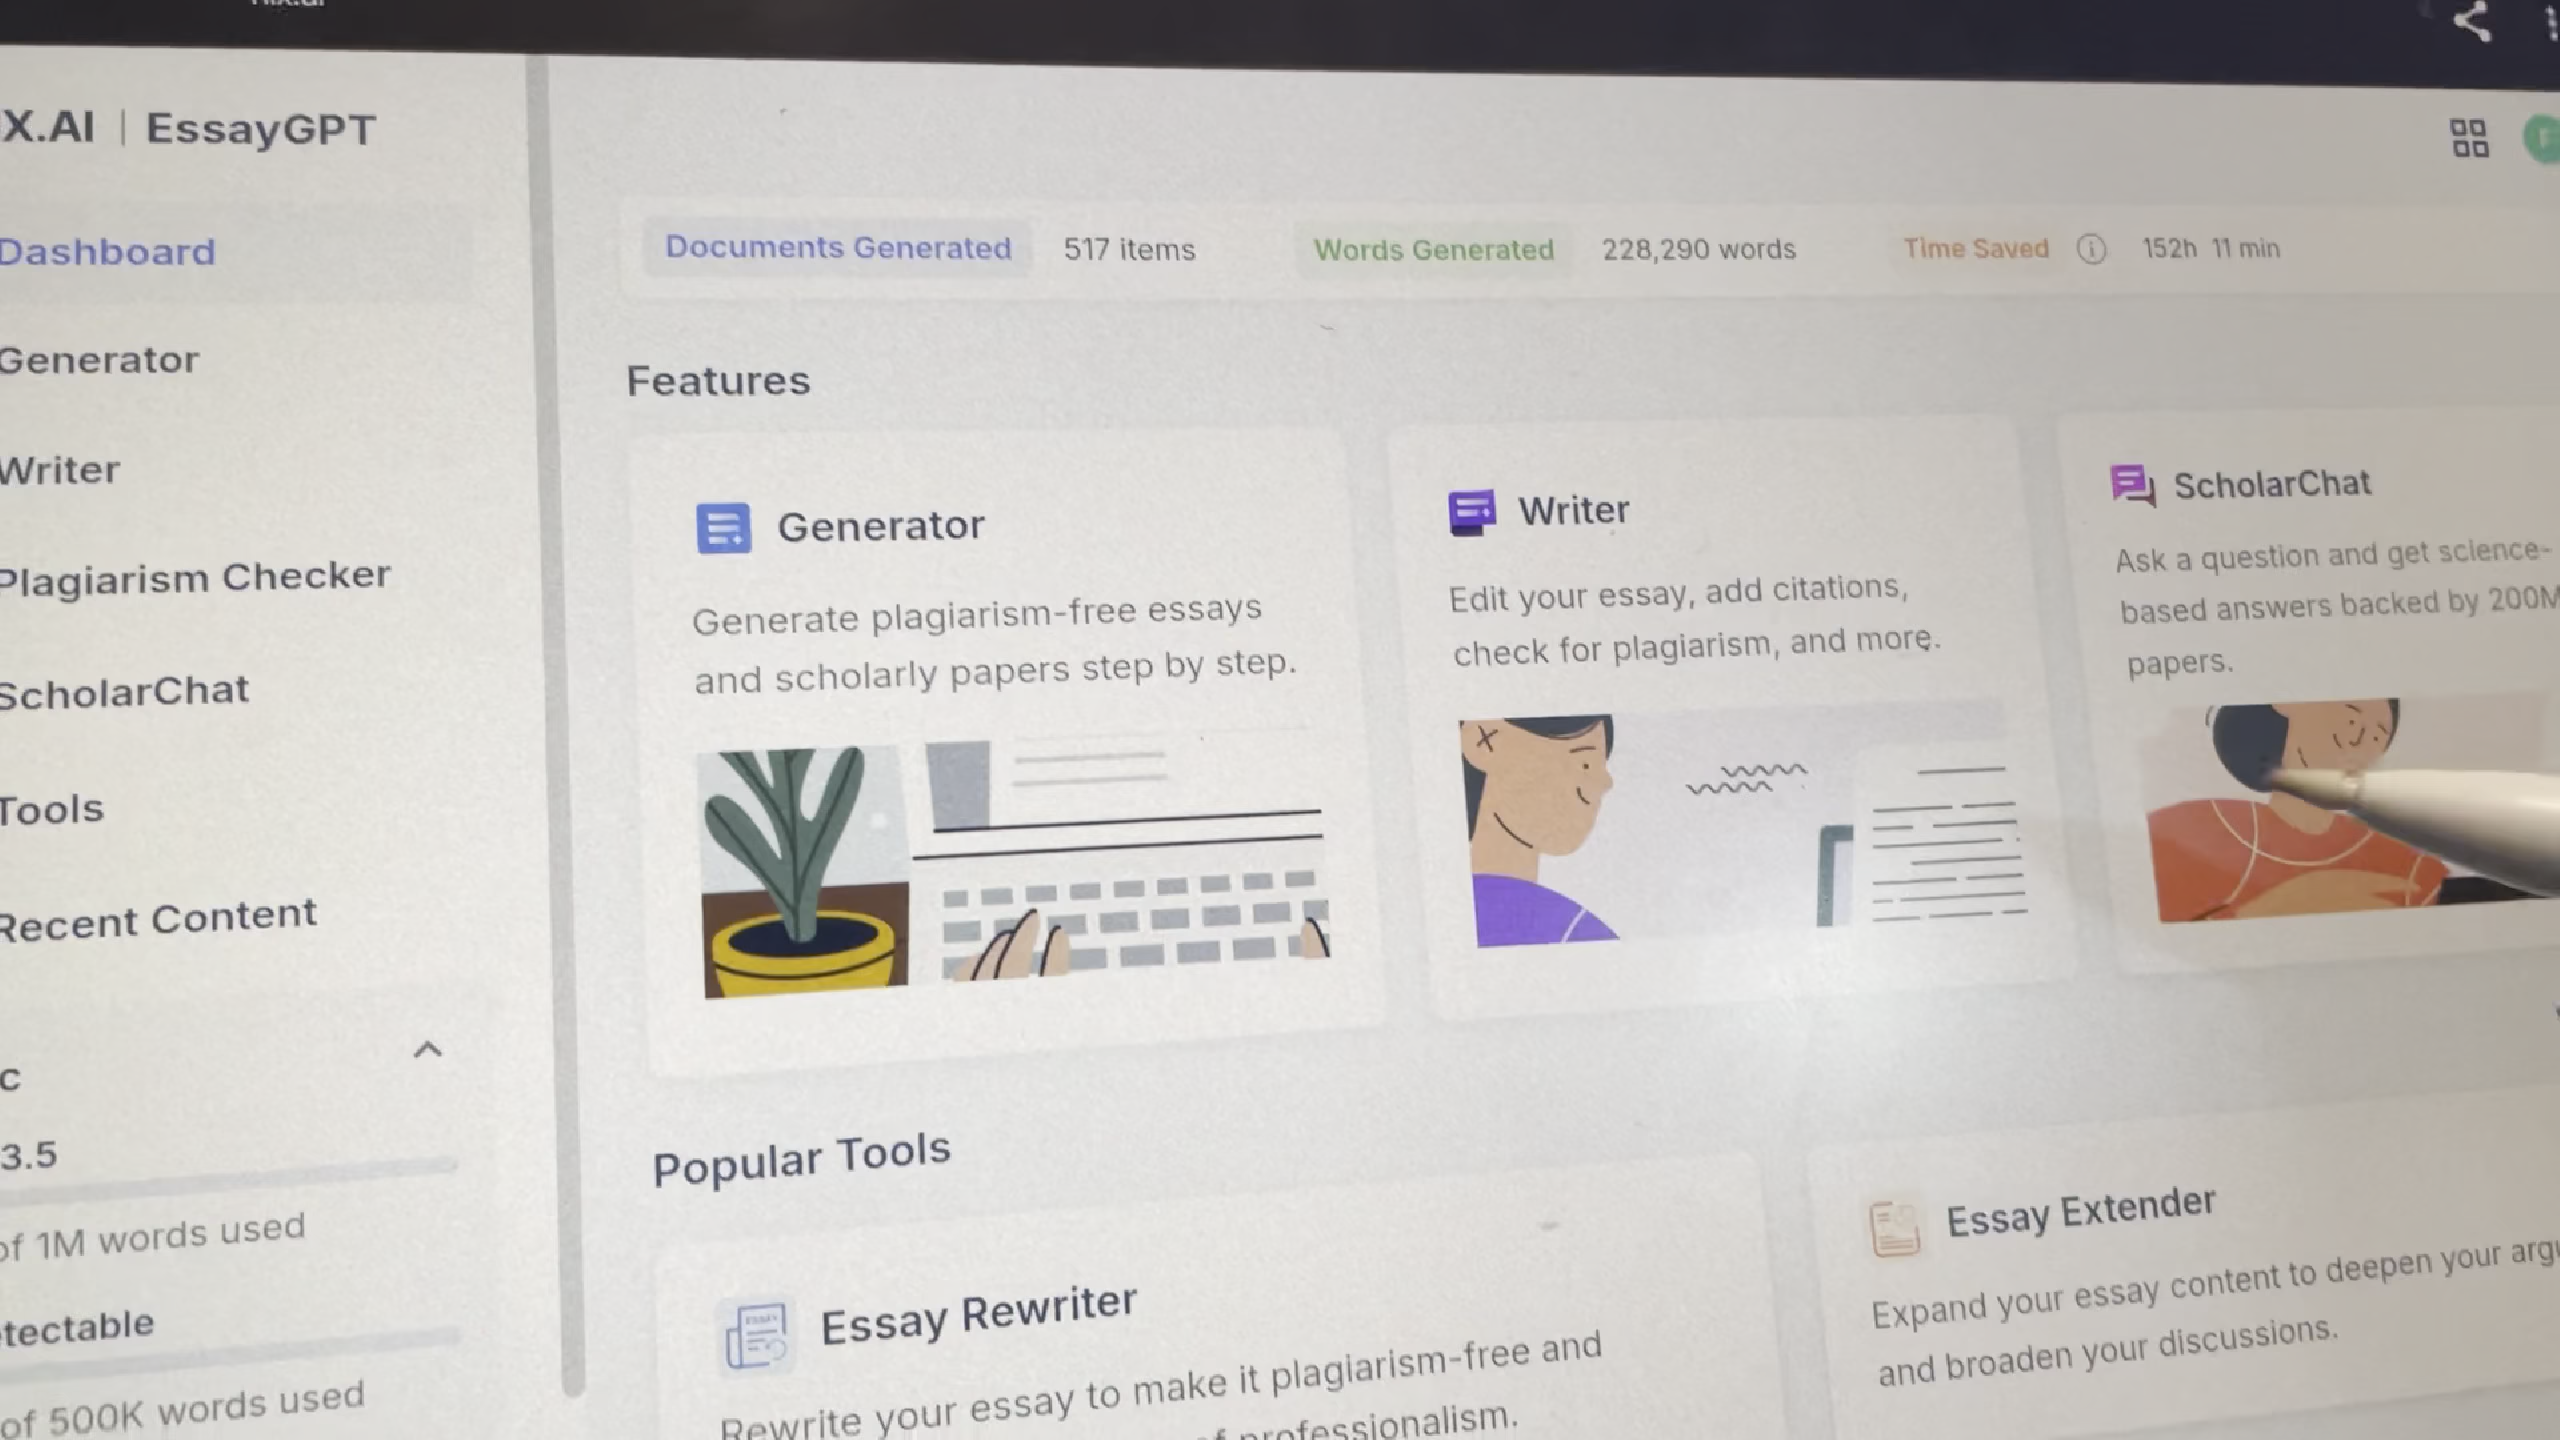 X.AI | EssayGPT
Dashboard
Generator
Writer
Plagiarism Checker
ScholarChat
Tools
Recent Content
c
3.5
of 1M words used
tectable
of 500K words used
Documents Generated 517 items Words Generated 228,290 words Time Saved 152h 11 min
Features
Generator
Generate plagiarism-free essays
and scholarly papers step by step.
Writer
Edit your essay, add citations,
check for plagiarism, and more.
ScholarChat
Ask a question and get science-
based answers backed by 200M
papers.
Popular Tools
Essay Rewriter
Rewrite your essay to make it plagiarism-free and
professionalism.
Essay Extender
Expand your essay content to deepen your argu
and broaden your discussions.